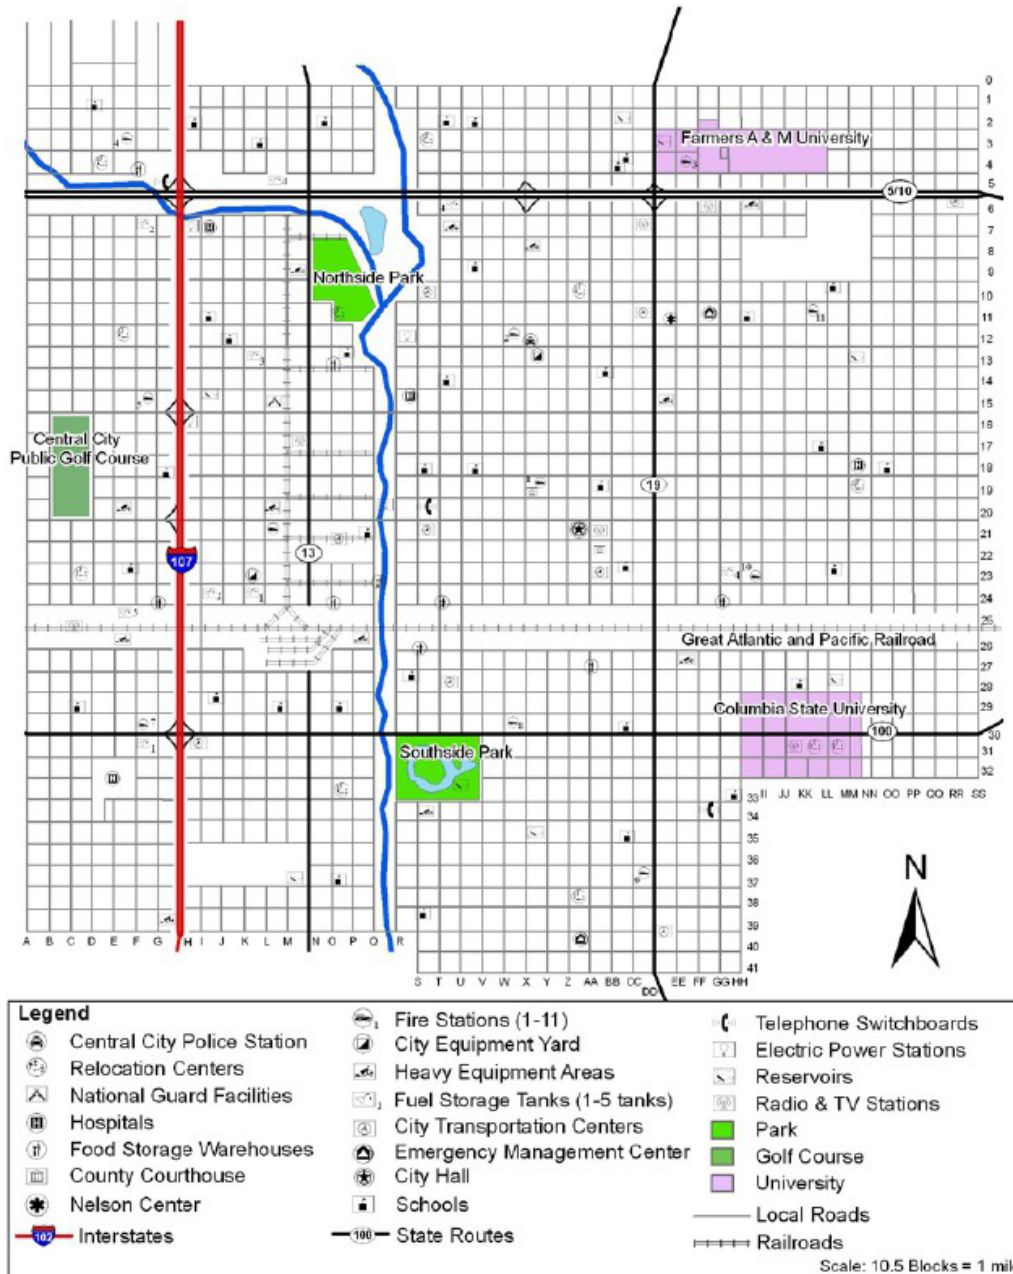 0
1
2
3
4
5
6
7
8
9
10
11
12
13
14
15
16
17
18
19
20
21
22
23
24
25
26
27
28
29
30
31
32
33
34
35
36
37
38
39
40
41
Farmers A & M University
5/10
Northside Park
Central City
Public Golf Course
19
13
107
Great Atlantic and Pacific Railroad
Columbia State University
100
Southside Park
II JJ KK LL MM NN OO PP QQ RR SS
A B C D E F G H I J K L M N O P Q R
S T U V W X Y Z AA BB CC DD EE FF GG HH
N
Legend
Central City Police Station
Relocation Centers
National Guard Facilities
Hospitals
Food Storage Warehouses
County Courthouse
Nelson Center
102 Interstates
Fire Stations (1-11)
City Equipment Yard
Heavy Equipment Areas
Fuel Storage Tanks (1-5 tanks)
City Transportation Centers
Emergency Management Center
City Hall
Schools
100 State Routes
Telephone Switchboards
Electric Power Stations
Reservoirs
Radio & TV Stations
Park
Golf Course
University
Local Roads
Railroads
Scale: 10.5 Blocks = 1 mil